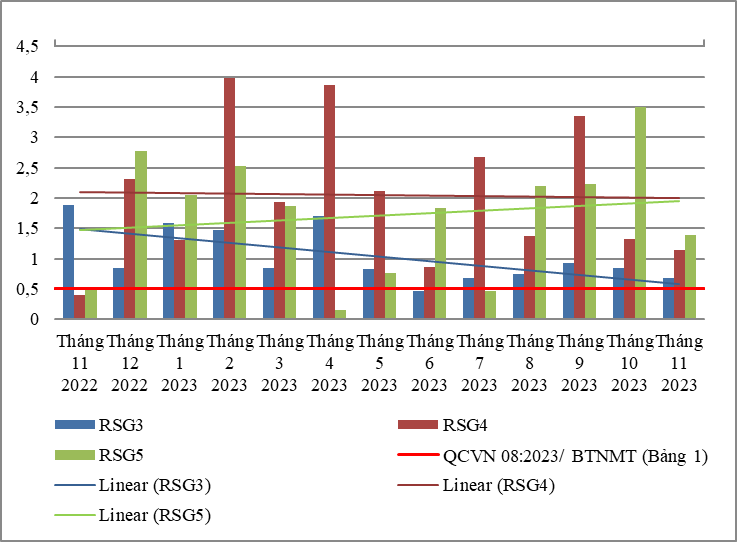 4,5
4
3,5
3
2,5
2
1,5
1
0,5
0
Tháng Tháng Tháng Tháng Tháng Tháng Tháng Tháng Tháng Tháng Tháng Tháng Tháng
11 12 1 2 3 4 5 6 7 8 9 10 11
2022 2022 2023 2023 2023 2023 2023 2023 2023 2023 2023 2023 2023
RSG3 RSG4
RSG5 QCVN 08:2023/ BTNMT (Bảng 1)
Linear (RSG3) Linear (RSG4)
Linear (RSG5)